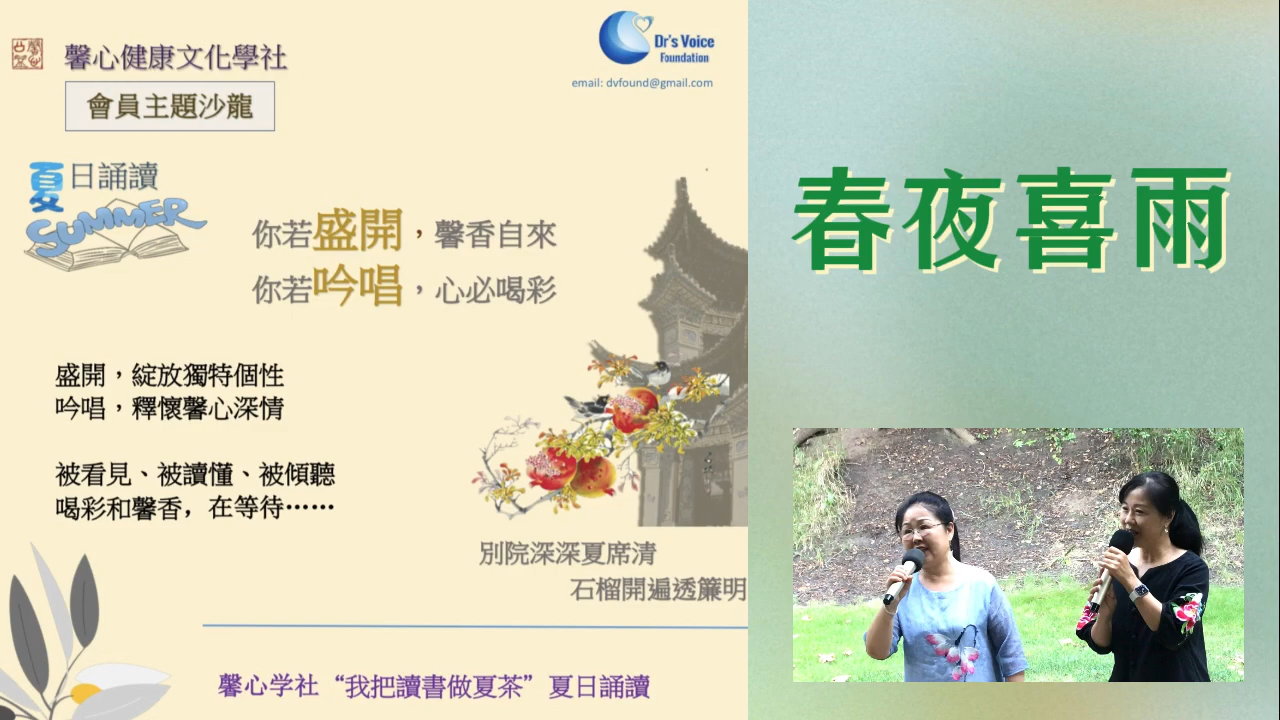 馨心健康文化學社
會員主題沙龍
Dr's Voice
Foundation
email: dvfound@gmail.com
夏日誦讀
SUMMER
你若盛開，馨香自來
你若吟唱，心必喝彩
盛開，綻放獨特個性
吟唱，釋懷馨心深情
被看見、被讀懂、被傾聽
喝彩和馨香，在等待……
別院深深夏席清
石榴開遍透簾明
馨心学社“我把讀書做夏茶” 夏日誦讀
春夜喜雨